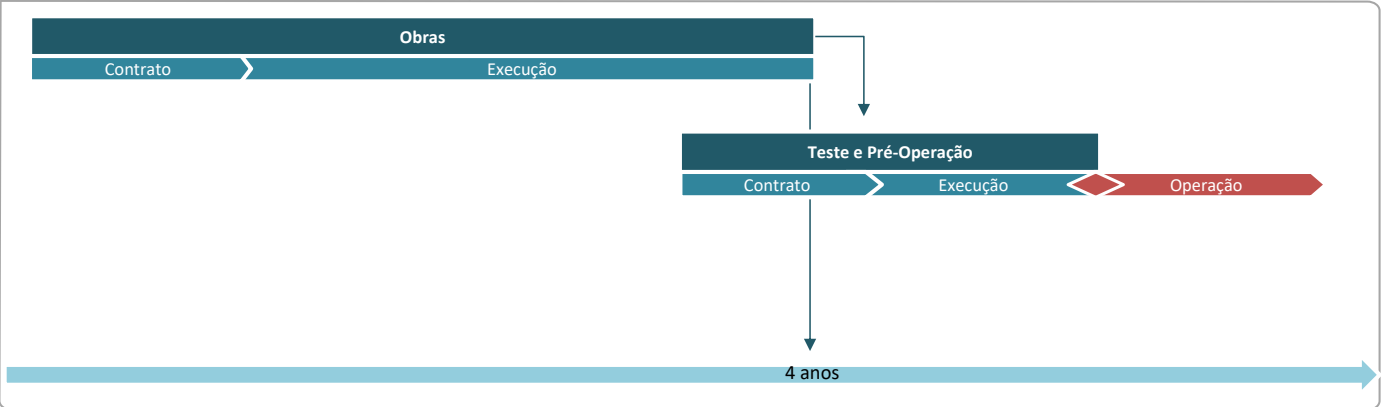 Obras
Contrato
Execução
Teste e Pré-Operação
Contrato
Execução
Operação
4 anos